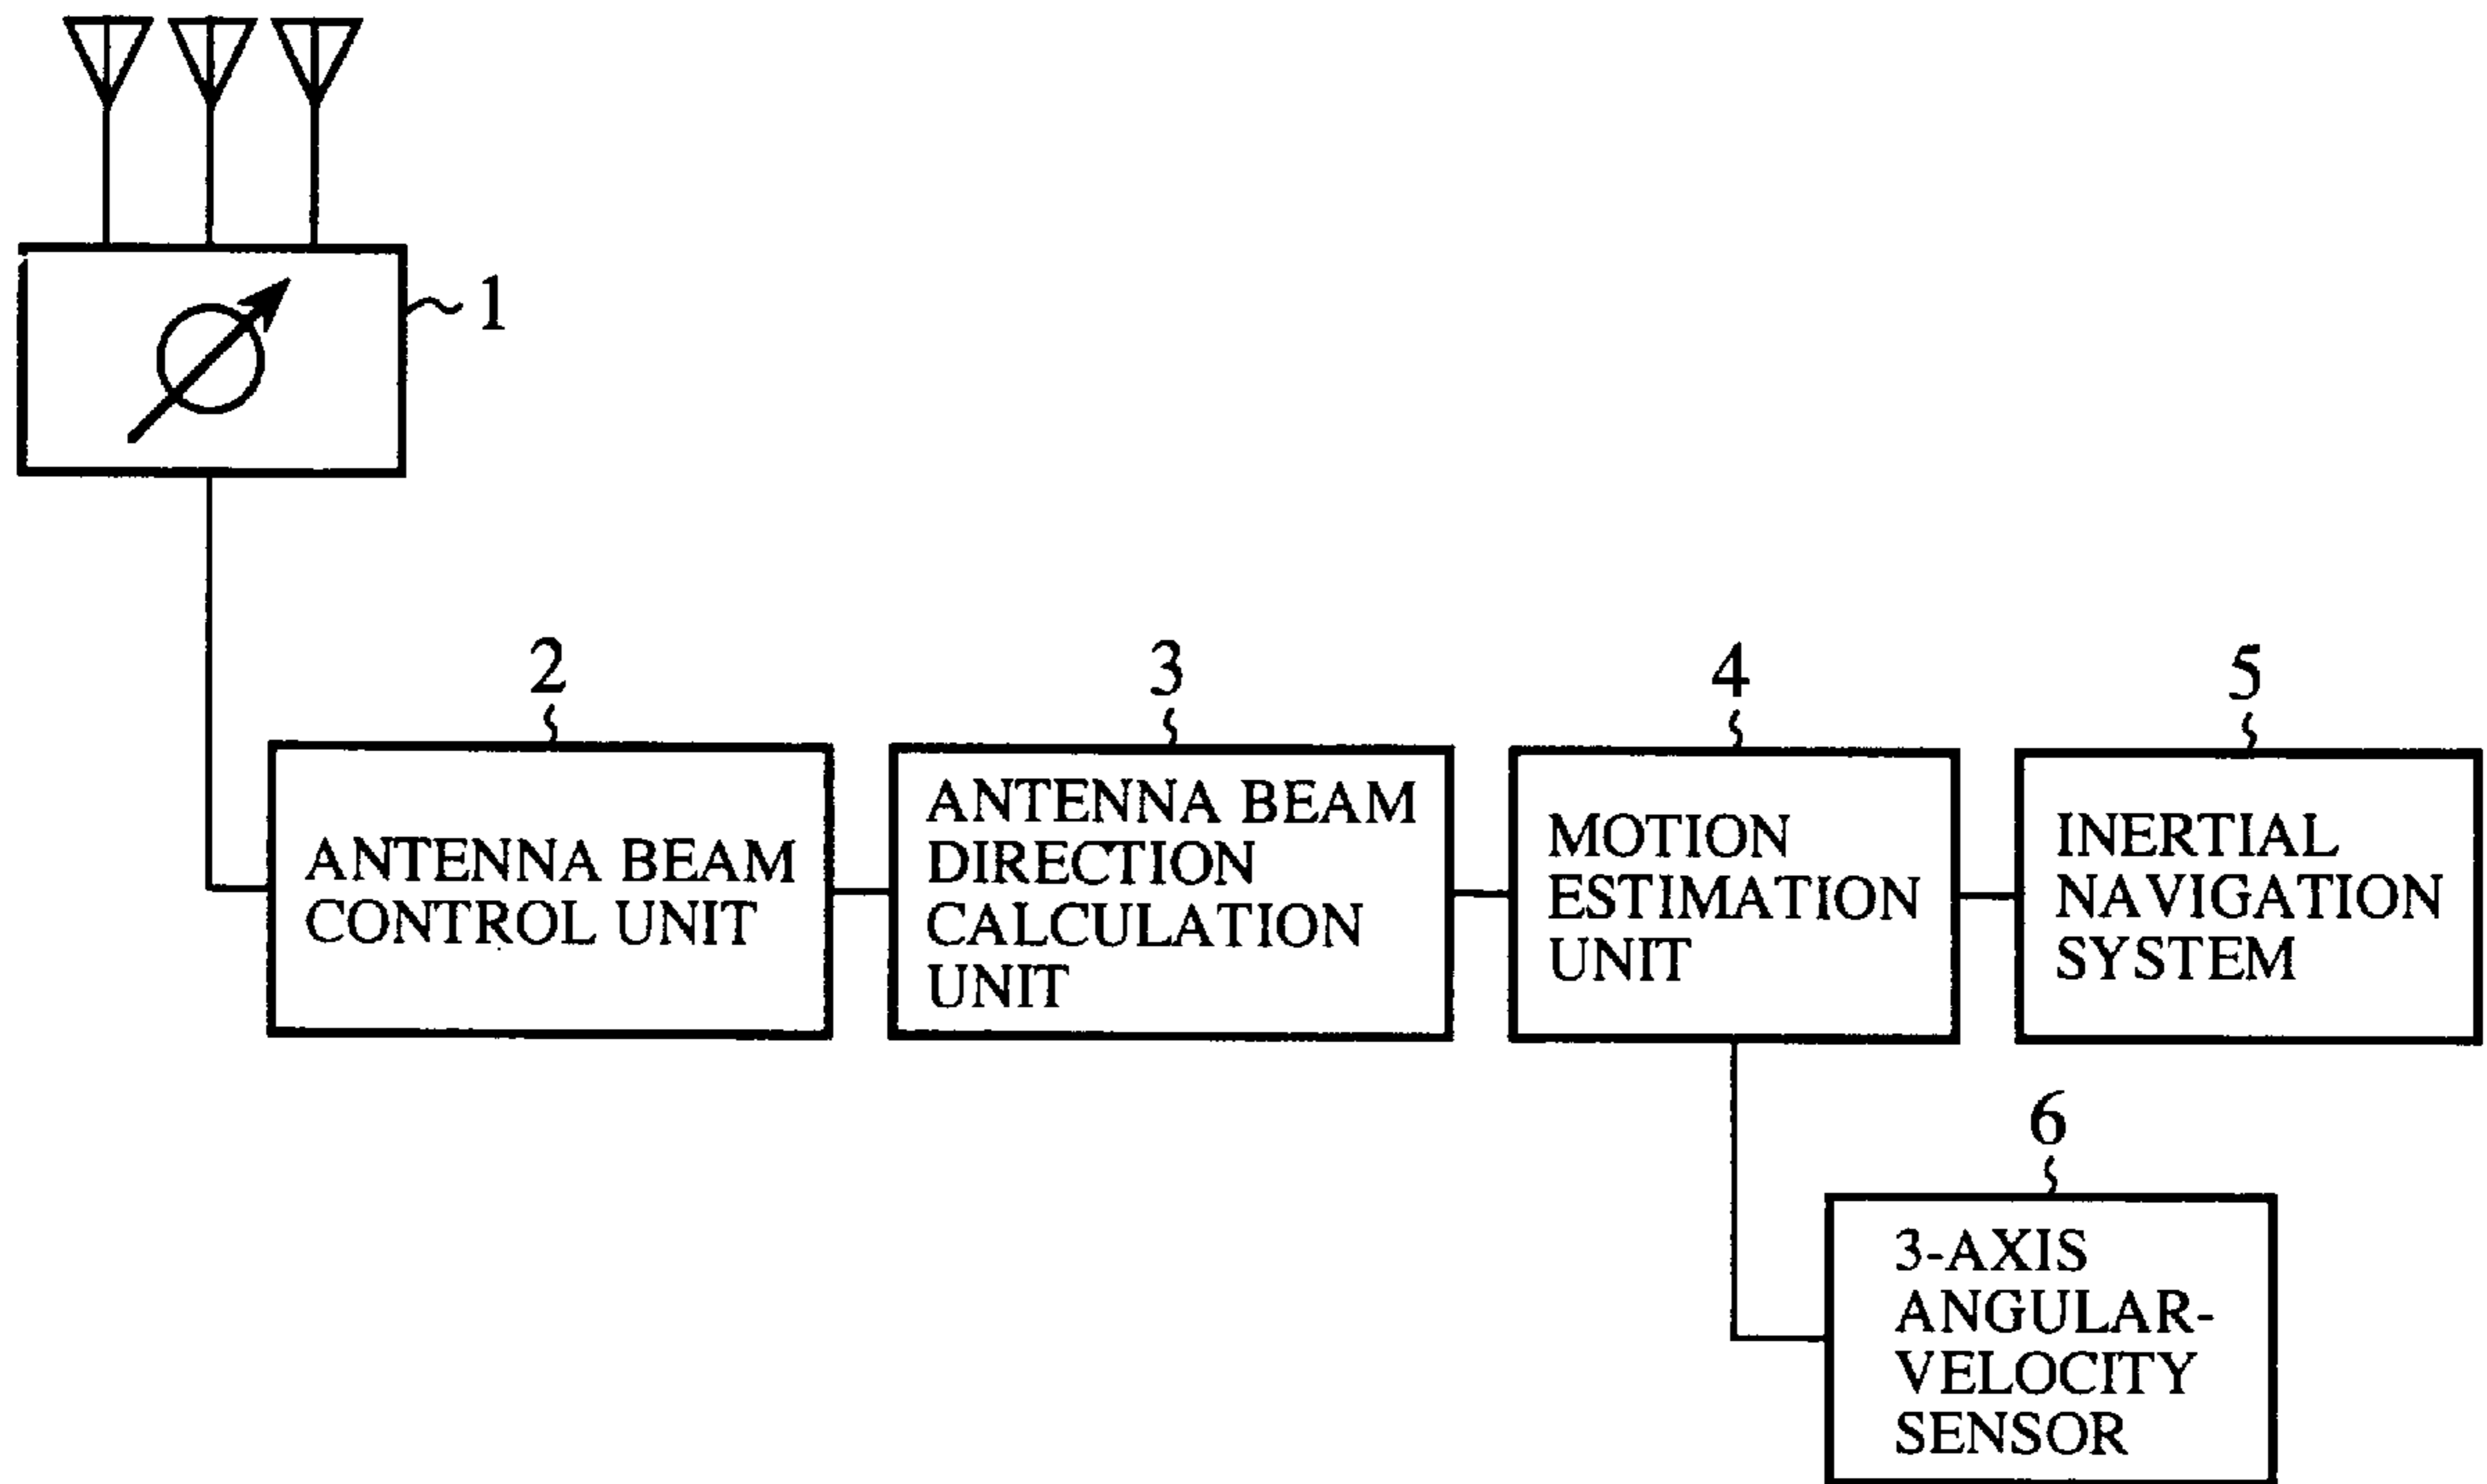 1
2
3
4
5
ANTENNA BEAM
CONTROL UNIT
ANTENNA BEAM
DIRECTION
CALCULATION
UNIT
MOTION
ESTIMATION
UNIT
INERTIAL
NAVIGATION
SYSTEM
6
3-AXIS
ANGULAR-
VELOCITY
SENSOR